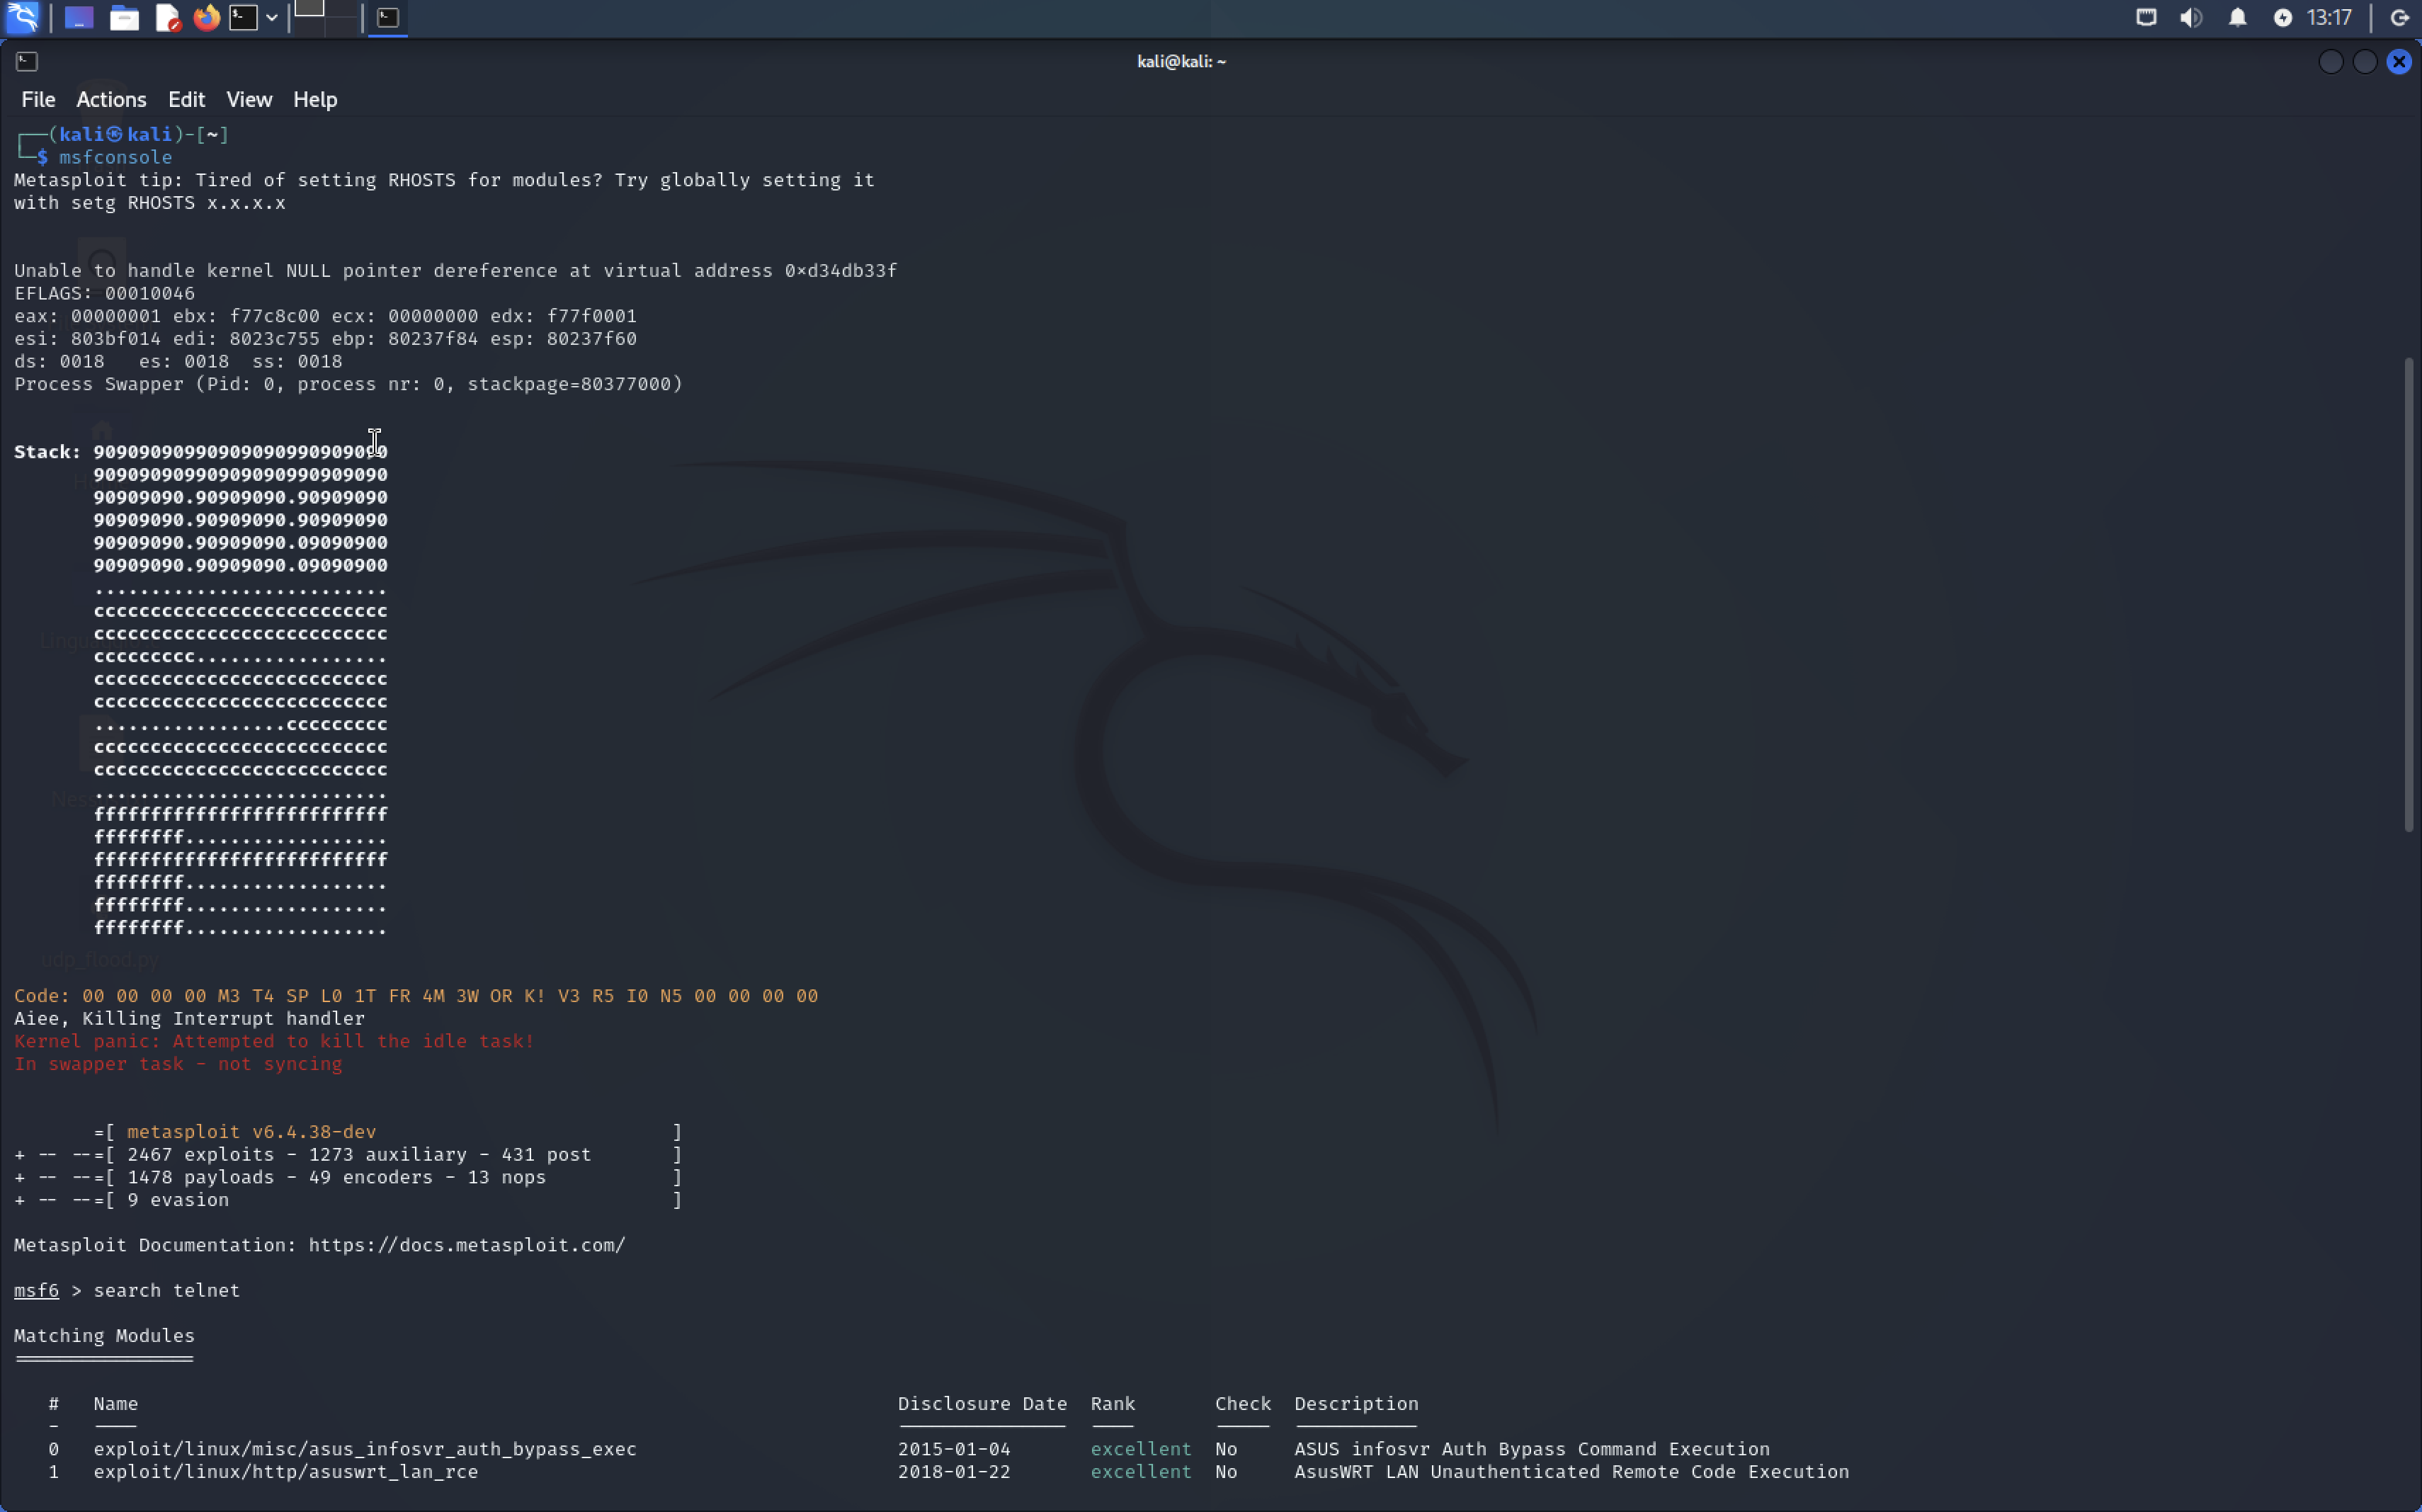 13:17
kali@kali: ~
File Actions Edit View Help
┌──(kali㉿kali)-[~]
└─$ msfconsole
Metasploit tip: Tired of setting RHOSTS for modules? Try globally setting it
with setg RHOSTS x.x.x.x
Unable to handle kernel NULL pointer dereference at virtual address 0×d34db33f
EFLAGS: 00010046
eax: 00000001 ebx: f77c8c00 ecx: 00000000 edx: f77f0001
esi: 803bf014 edi: 8023c755 ebp: 80237f84 esp: 80237f60
ds: 0018   es: 0018  ss: 0018
Process Swapper (Pid: 0, process nr: 0, stackpage=80377000)
Stack: 90909090990909090990909090
90909090990909090990909090
90909090.90909090.90909090
90909090.90909090.90909090
90909090.90909090.09090900
90909090.90909090.09090900
..........................
cccccccccccccccccccccccccc
cccccccccccccccccccccccccc
ccccccccc.................
cccccccccccccccccccccccccc
cccccccccccccccccccccccccc
.................ccccccccc
cccccccccccccccccccccccccc
cccccccccccccccccccccccccc
..........................
ffffffffffffffffffffffffff
ffffffff..................
ffffffffffffffffffffffffff
ffffffff..................
ffffffff..................
ffffffff..................
udp_flood.py
Code: 00 00 00 00 M3 T4 SP L0 1T FR 4M 3W OR K! V3 R5 I0 N5 00 00 00 00
Aiee, Killing Interrupt handler
Kernel panic: Attempted to kill the idle task!
In swapper task - not syncing
=[ metasploit v6.4.38-dev                          ]
+ -- --=[ 2467 exploits - 1273 auxiliary - 431 post       ]
+ -- --=[ 1478 payloads - 49 encoders - 13 nops           ]
+ -- --=[ 9 evasion                                       ]
Metasploit Documentation: https://docs.metasploit.com/
msf6 > search telnet
Matching Modules
================
#   Name   Disclosure Date  Rank   Check  Description
-   ----   ---------------  ----   -----  -----------
0   exploit/linux/misc/asus_infosvr_auth_bypass_exec   2015-01-04   excellent  No   ASUS infosvr Auth Bypass Command Execution
1   exploit/linux/http/asuswrt_lan_rce   2018-01-22   excellent  No   AsusWRT LAN Unauthenticated Remote Code Execution